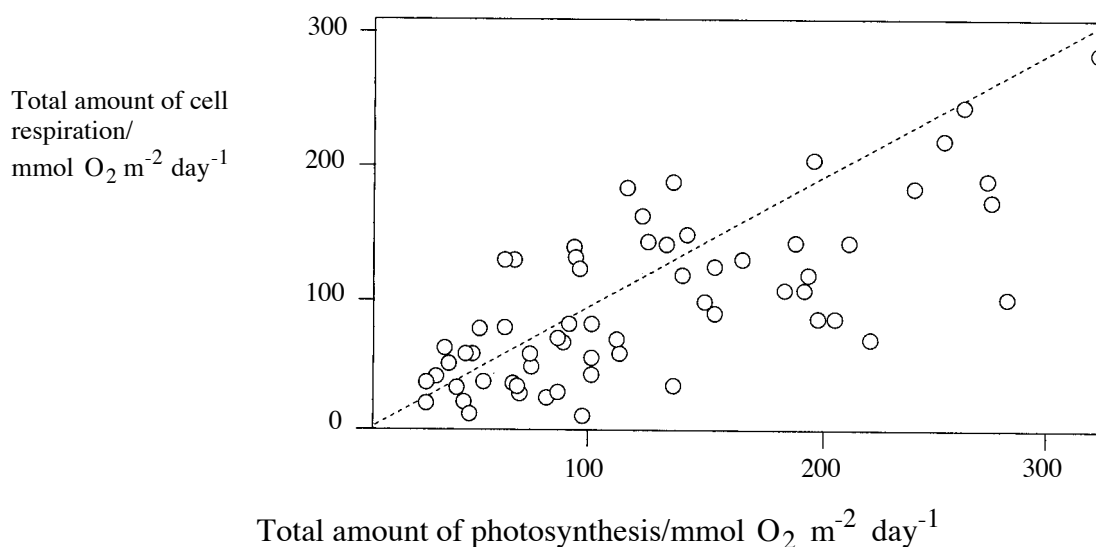 300
Total amount of cell
respiration/
mmol O₂ m⁻² day⁻¹
200
100
0
100 200 300
Total amount of photosynthesis/mmol O₂ m⁻² day⁻¹